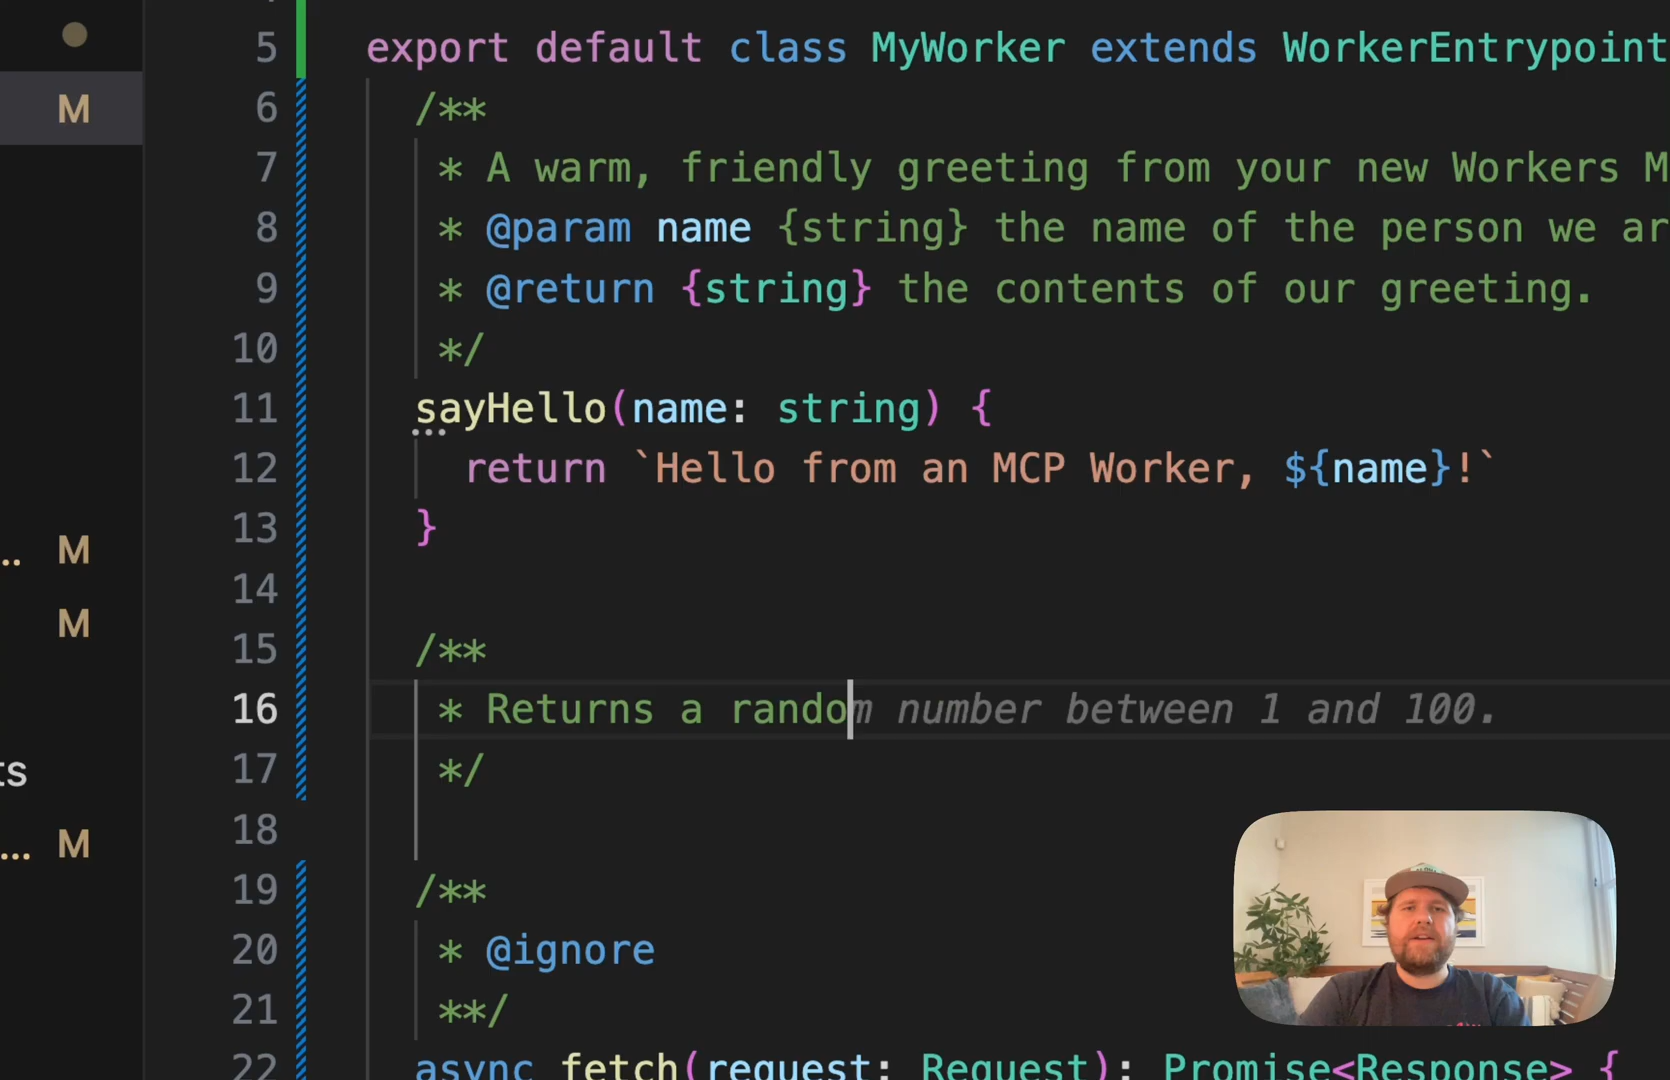 5 export default class MyWorker extends WorkerEntrypoint
M 6 /**
7 * A warm, friendly greeting from your new Workers M
8 * @param name {string} the name of the person we ar
9 * @return {string} the contents of our greeting.
10 */
11 sayHello(name: string) {
12 return `Hello from an MCP Worker, ${name}!`
13 }
.. M
14
M
15 /**
16 * Returns a random number between 1 and 100.
17 */
ts
18
... M
19 /**
20 * @ignore
21 **/
22 async fetch(request: Request): Promise<Response> {